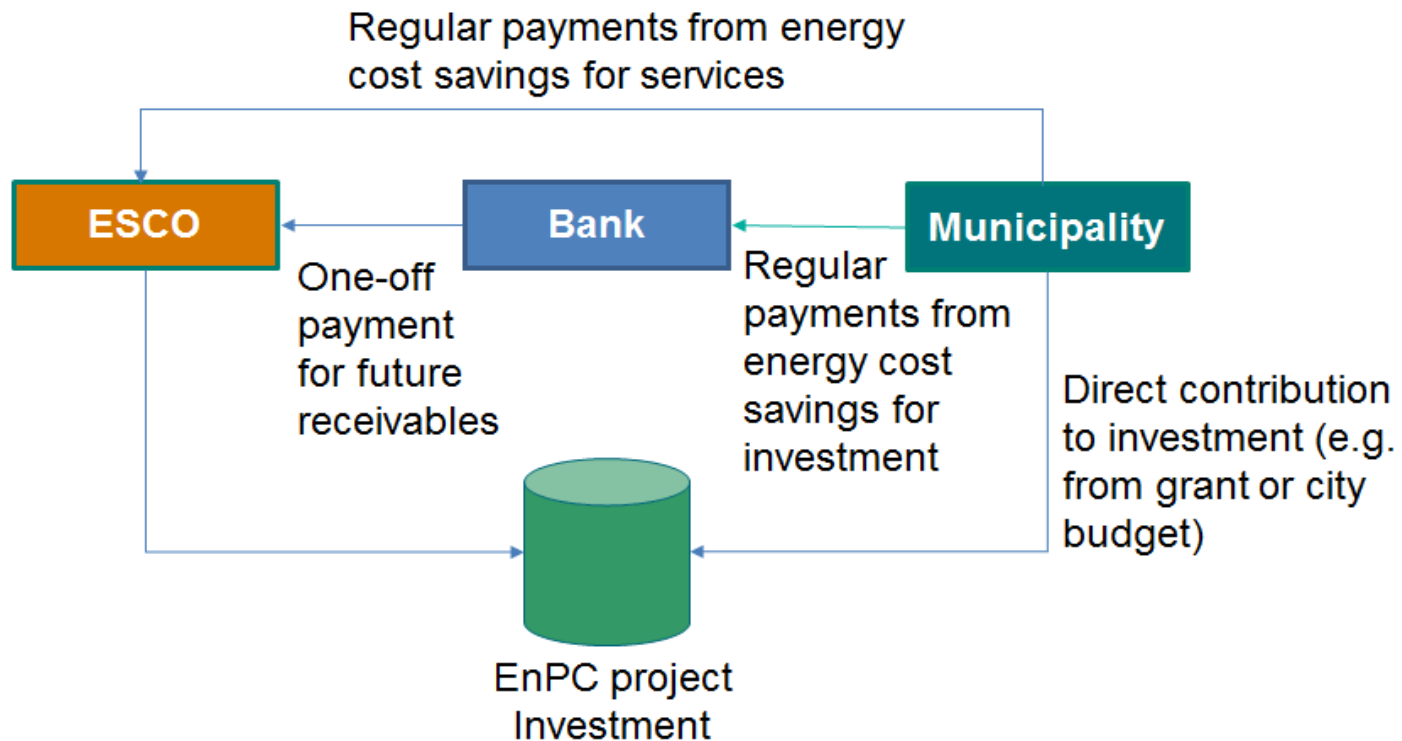 Regular payments from energy
cost savings for services
ESCO
Bank
Municipality
One-off
payment
for future
receivables
Regular
payments from
energy cost
savings for
investment
Direct contribution
to investment (e.g.
from grant or city
budget)
EnPC project
Investment